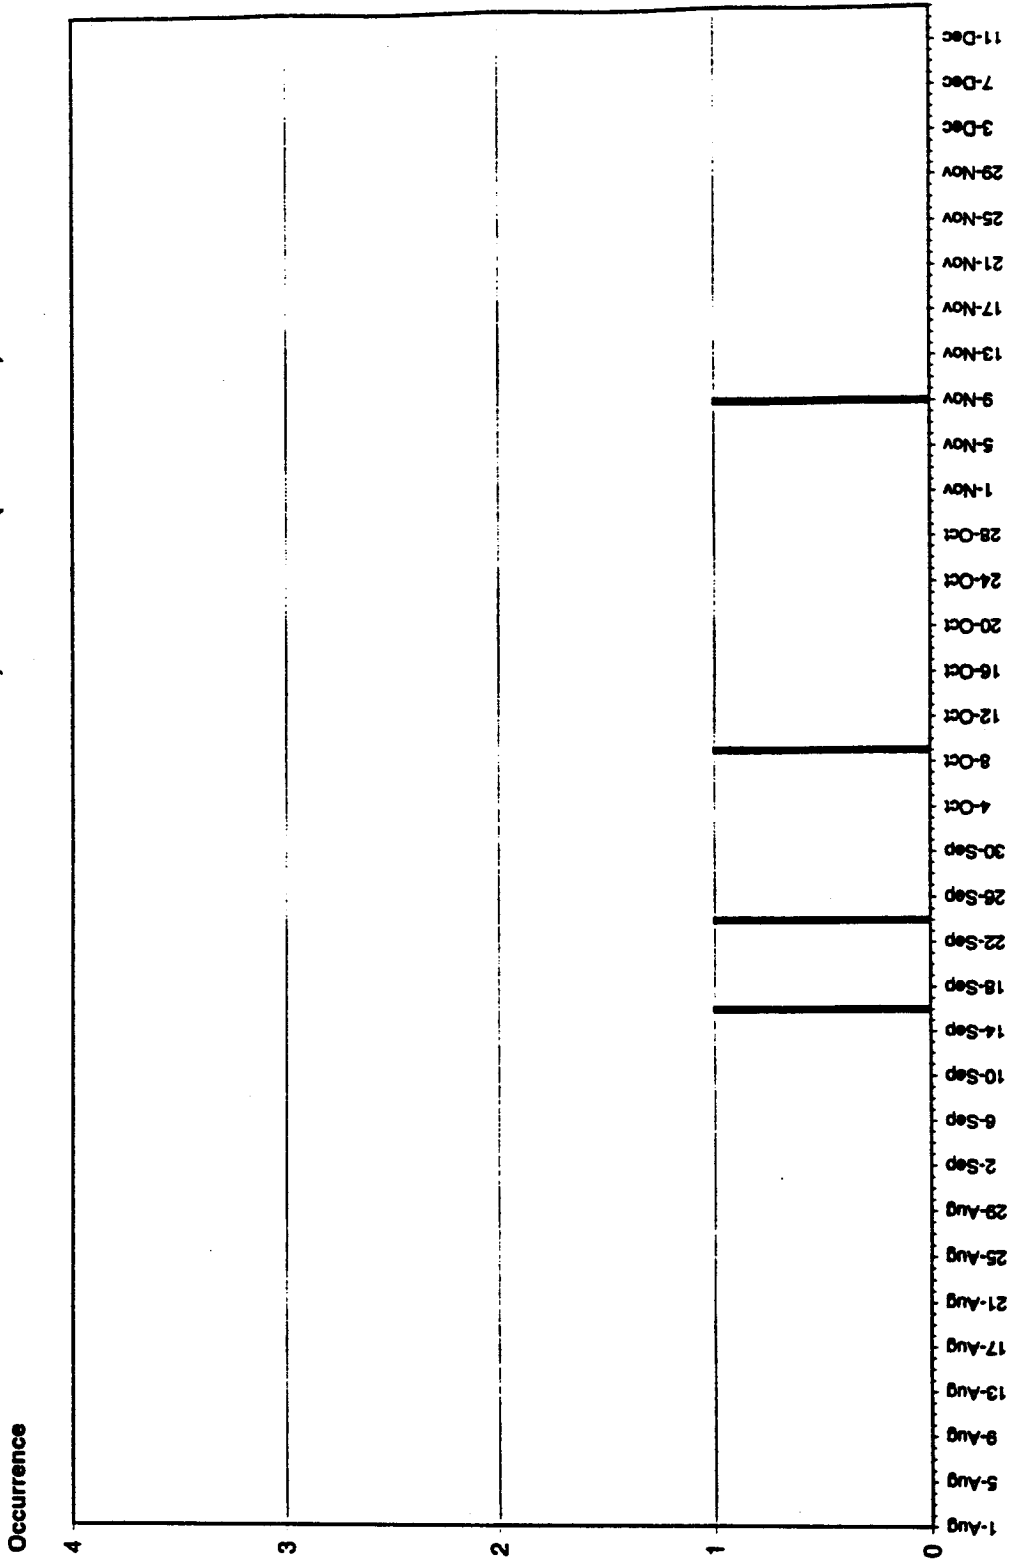 Occurrence
4
3
2
1
0
1-Aug
5-Aug
9-Aug
13-Aug
17-Aug
21-Aug
25-Aug
29-Aug
2-Sep
6-Sep
10-Sep
14-Sep
18-Sep
22-Sep
26-Sep
30-Sep
4-Oct
8-Oct
12-Oct
16-Oct
20-Oct
24-Oct
28-Oct
1-Nov
5-Nov
9-Nov
13-Nov
17-Nov
21-Nov
25-Nov
29-Nov
3-Dec
7-Dec
11-Dec